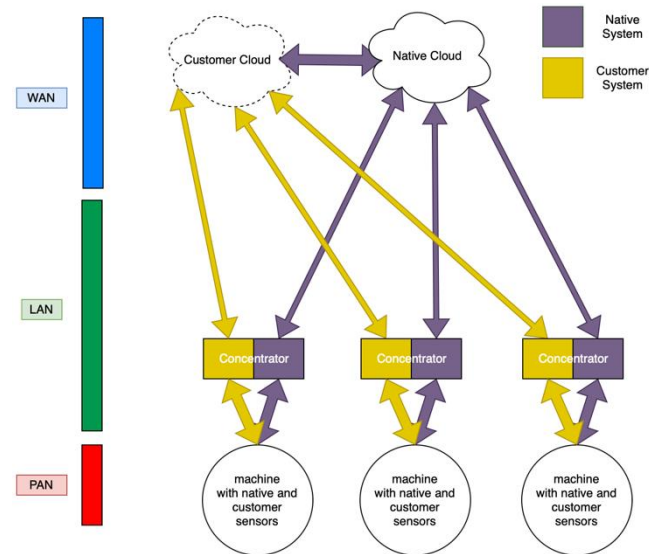 Native
System
Customer Cloud
Native Cloud
Customer
System
WAN
LAN
Concentrator
Concentrator
Concentrator
PAN
machine
with native and
customer
sensors
machine
with native and
customer
sensors
machine
with native and
customer
sensors